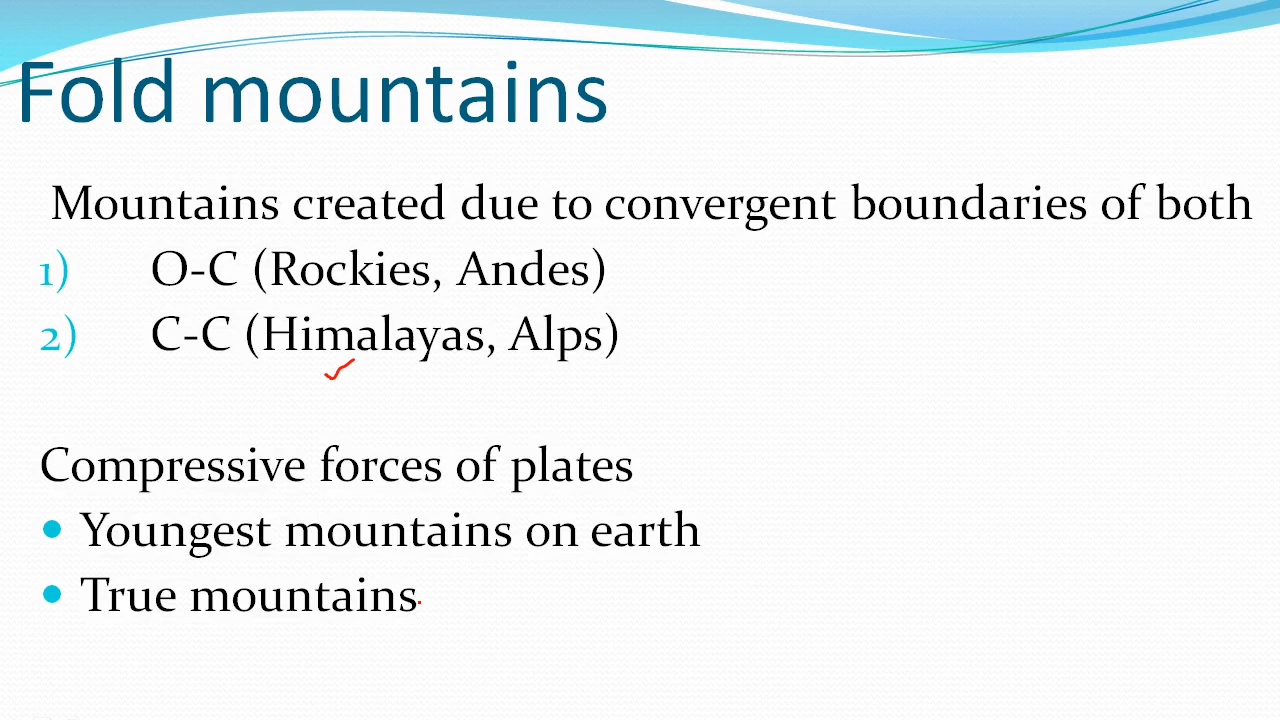 Fold mountains
Mountains created due to convergent boundaries of both
1) O-C (Rockies, Andes)
2) C-C (Himalayas, Alps)
Compressive forces of plates
• Youngest mountains on earth
• True mountains